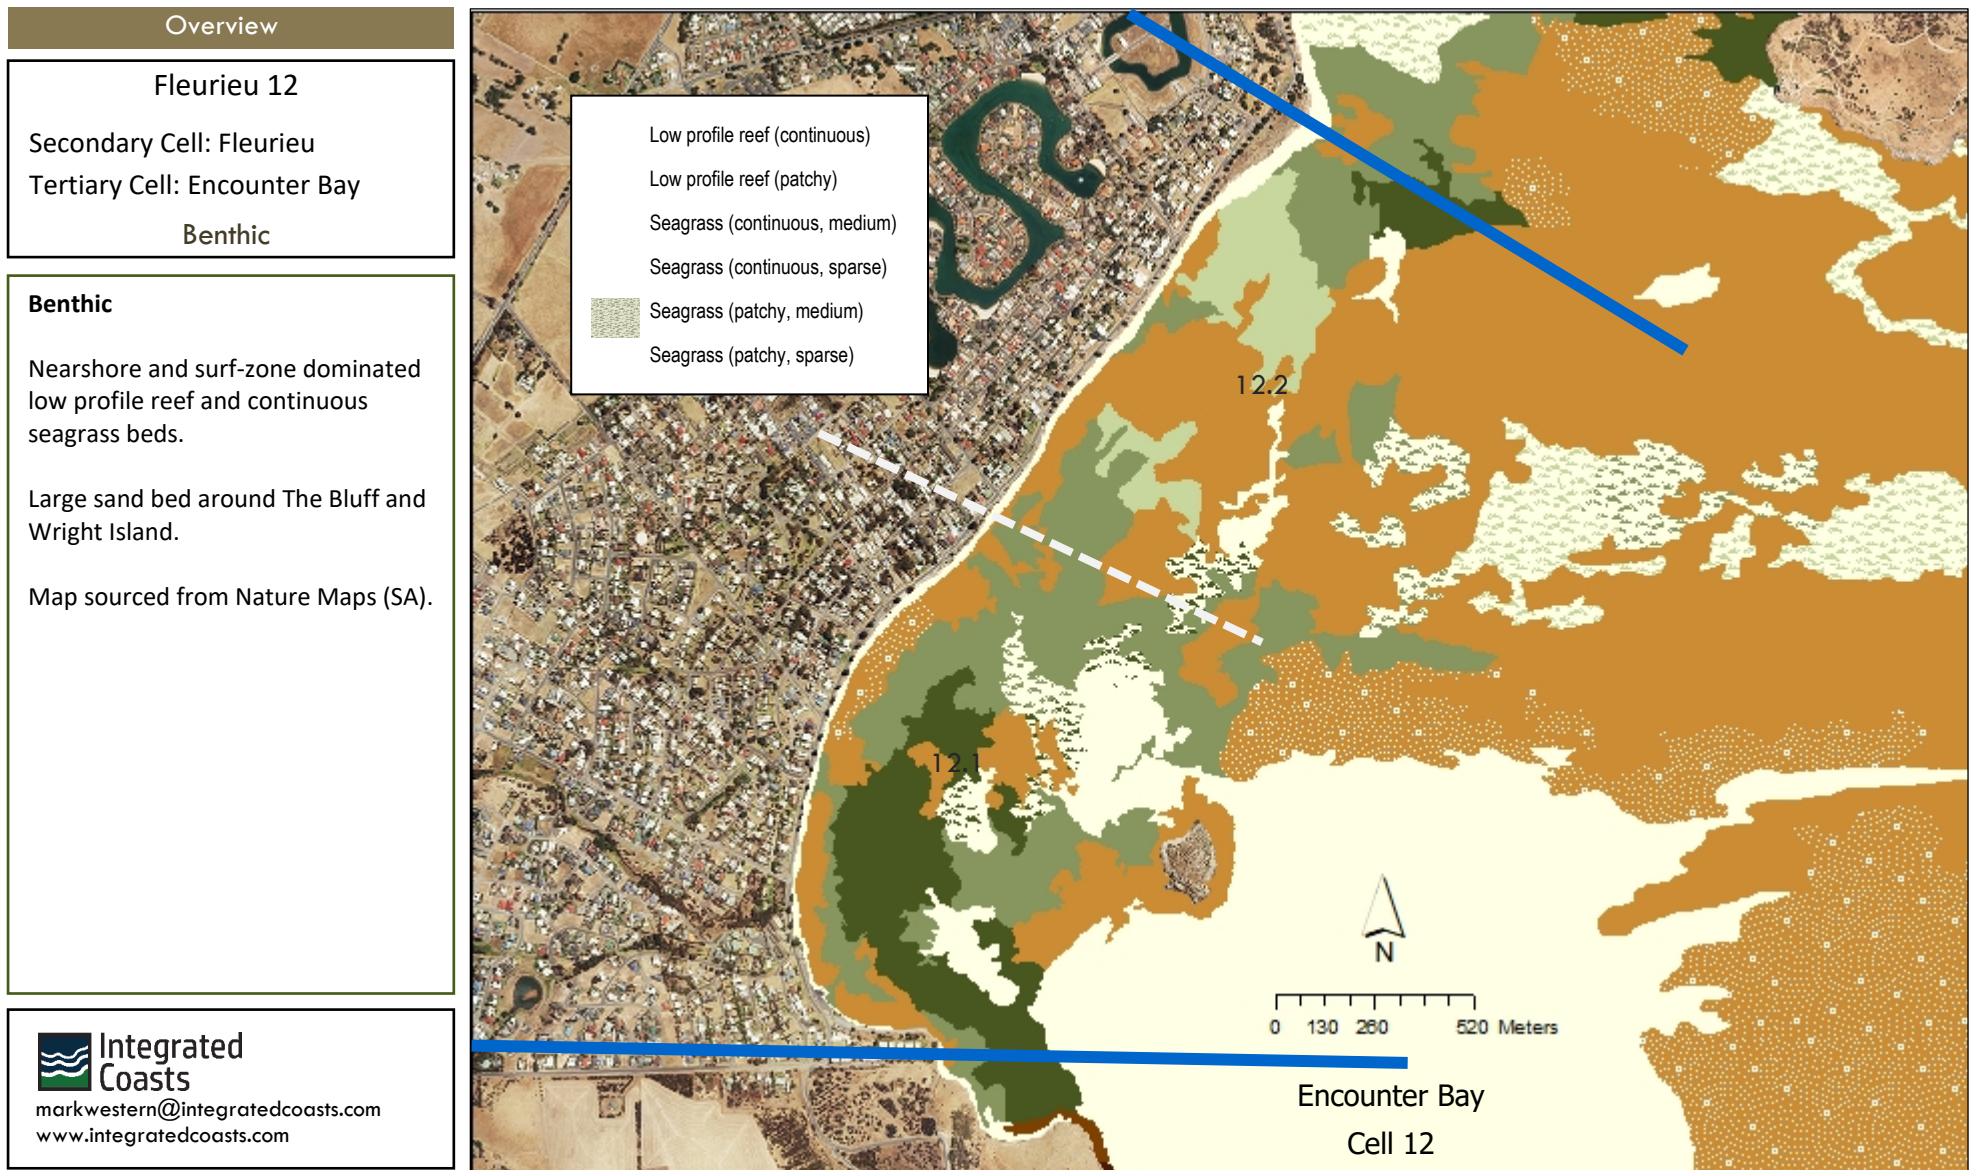 Overview
Fleurieu 12
Secondary Cell: Fleurieu
Tertiary Cell: Encounter Bay
Benthic
Benthic
Nearshore and surf-zone dominated
low profile reef and continuous
seagrass beds.
Large sand bed around The Bluff and
Wright Island.
Map sourced from Nature Maps (SA).
Integrated
Coasts
markwestern@integratedcoasts.com
www.integratedcoasts.com
Low profile reef (continuous)
Low profile reef (patchy)
Seagrass (continuous, medium)
Seagrass (continuous, sparse)
Seagrass (patchy, medium)
Seagrass (patchy, sparse)
12.2
12.1
N
0 130 260 520 Meters
Encounter Bay
Cell 12